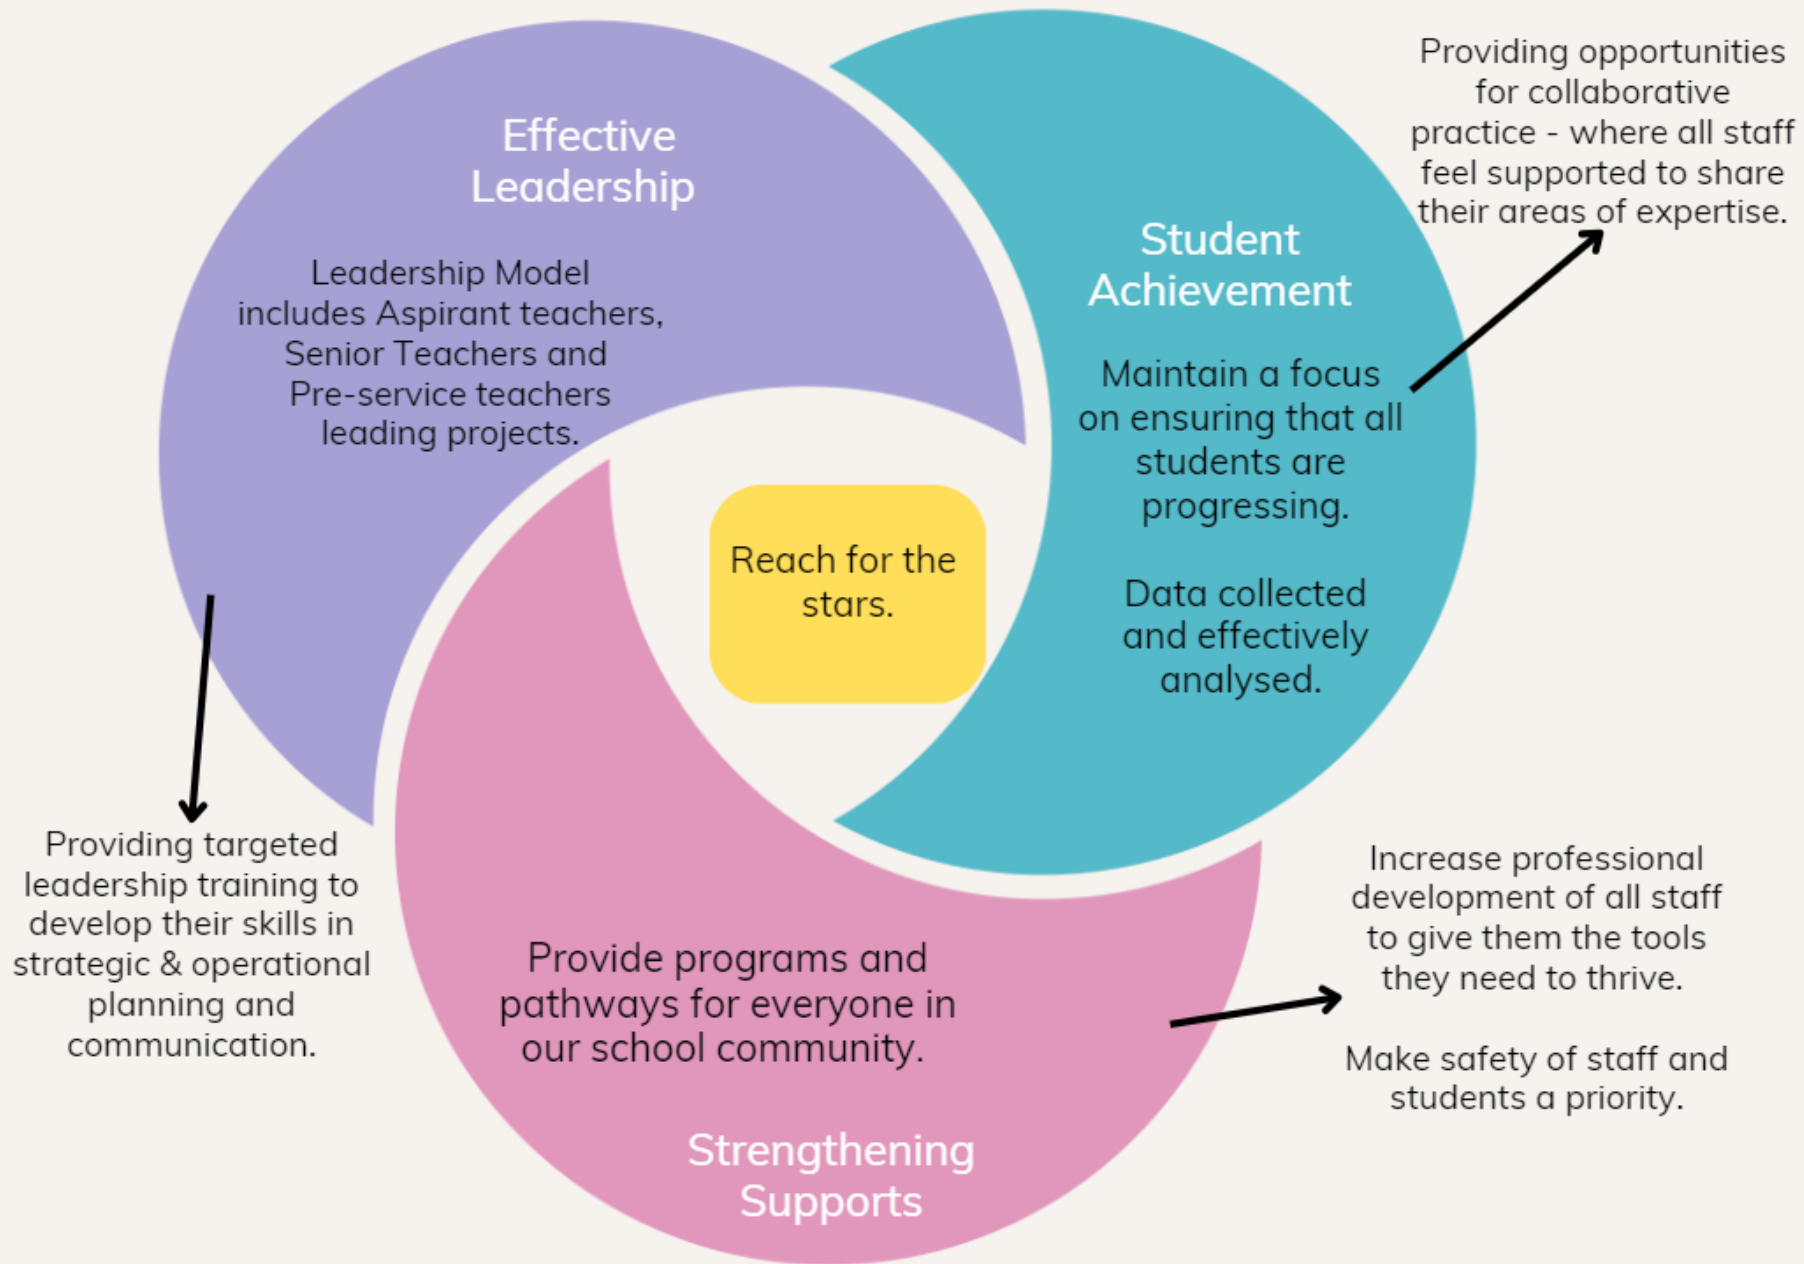 Effective
Leadership
Leadership Model
includes Aspirant teachers,
Senior Teachers and
Pre-service teachers
leading projects.
Providing targeted
leadership training to
develop their skills in
strategic & operational
planning and
communication.
Student
Achievement
Maintain a focus
on ensuring that all
students are
progressing.
Data collected
and effectively
analysed.
Providing opportunities
for collaborative
practice - where all staff
feel supported to share
their areas of expertise.
Reach for the
stars.
Provide programs and
pathways for everyone in
our school community.
Strengthening
Supports
Increase professional
development of all staff
to give them the tools
they need to thrive.
Make safety of staff and
students a priority.